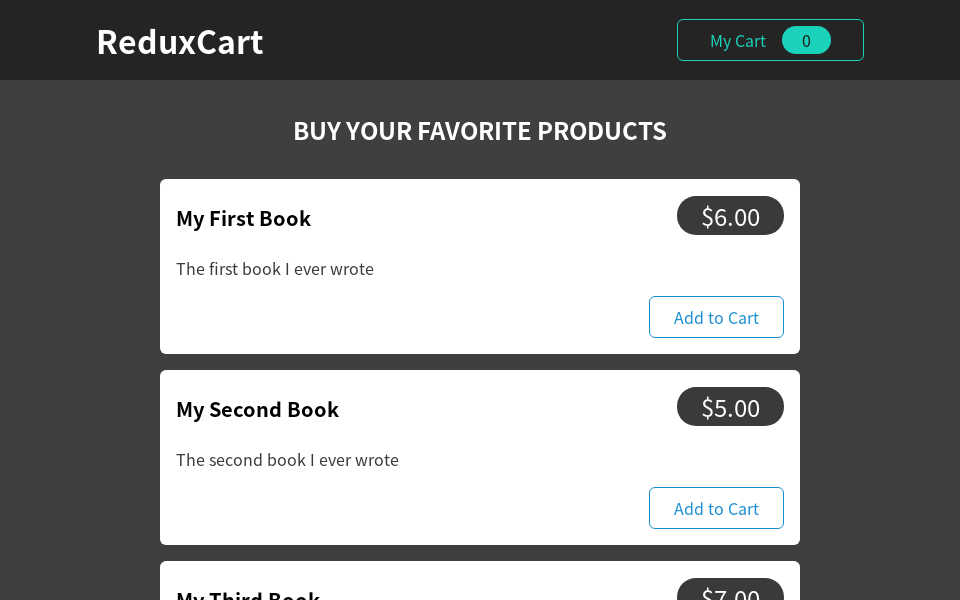 ReduxCart
My Cart 0
BUY YOUR FAVORITE PRODUCTS
My First Book
$6.00
The first book I ever wrote
Add to Cart
My Second Book
$5.00
The second book I ever wrote
Add to Cart
My Third Book
$7.00